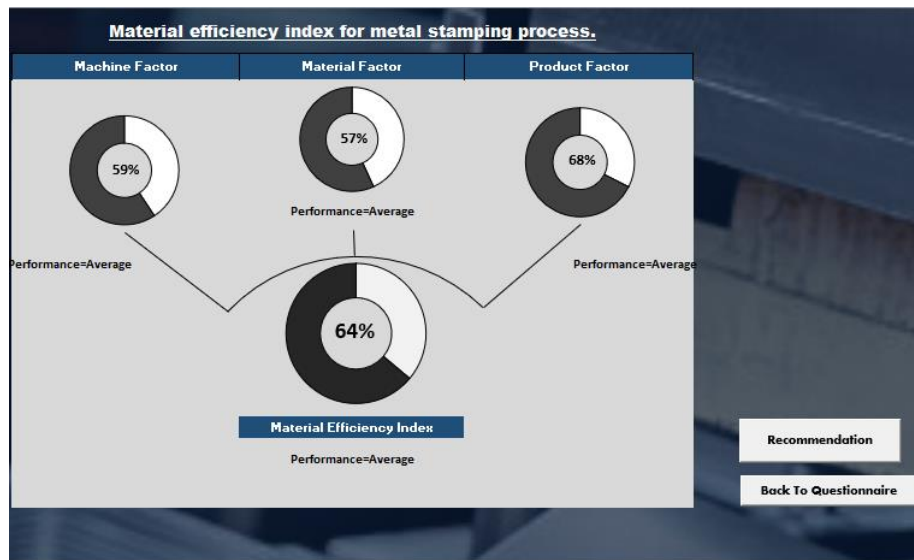 Material efficiency index for metal stamping process.
Machine Factor
Material Factor
Product Factor
59%
57%
68%
Performance=Average
Performance=Average
Performance=Average
64%
Material Efficiency Index
Performance=Average
Recommendation
Back To Questionnaire